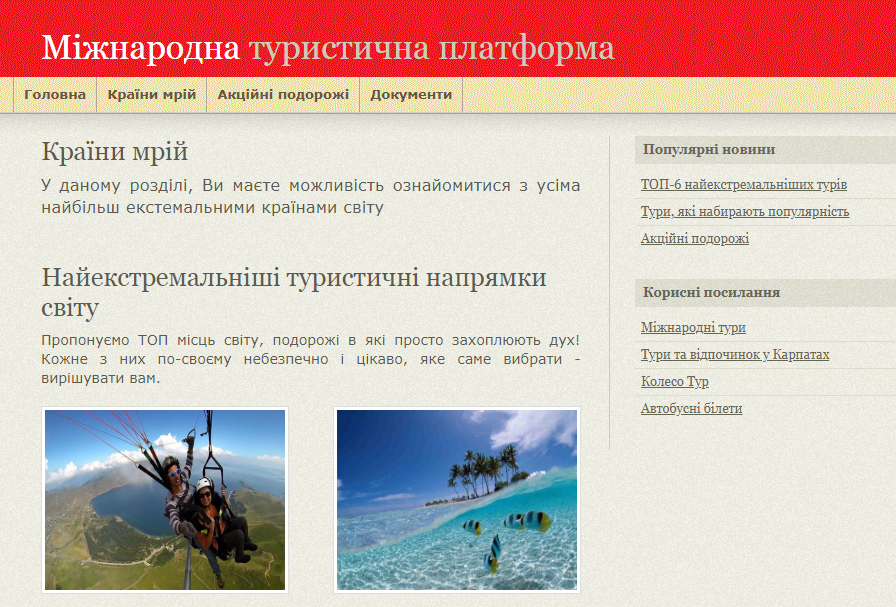 Міжнародна туристична платформа
Головна
Країни мрій
Акційні подорожі
Документи
Країни мрій
У даному розділі, Ви маєте можливість ознайомитися з усіма
найбільш екстемальними країнами світу
Найекстремальніші туристичні напрямки
світу
Пропонуємо ТОП місць світу, подорожі в які просто захоплюють дух!
Кожне з них по-своєму небезпечно і цікаво, яке саме вибрати -
вирішувати вам.
Популярні новини
ТОП-6 найекстремальніших турів
Тури, які набирають популярність
Акційні подорожі
Корисні посилання
Міжнародні тури
Тури та відпочинок у Карпатах
Колесо Тур
Автобусні білети